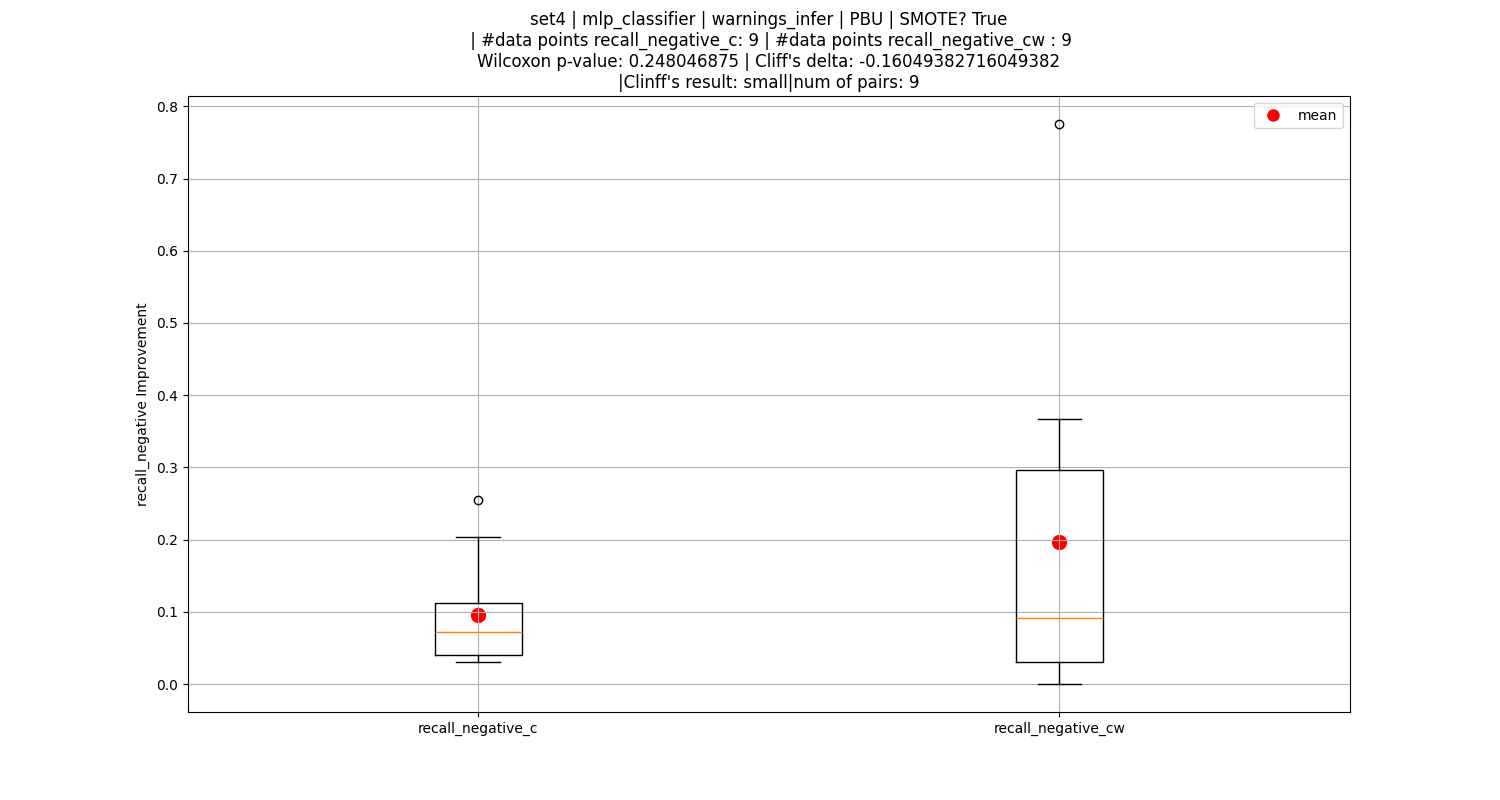 set4 | mlp_classifier | warnings_infer | PBU | SMOTE? True
| #data points recall_negative_c: 9 | #data points recall_negative_cw : 9
Wilcoxon p-value: 0.248046875 | Cliff's delta: -0.16049382716049382
|Clinff's result: small|num of pairs: 9
mean
recall_negative Improvement
0.8
0.7
0.6
0.5
0.4
0.3
0.2
0.1
0.0
recall_negative_c
recall_negative_cw